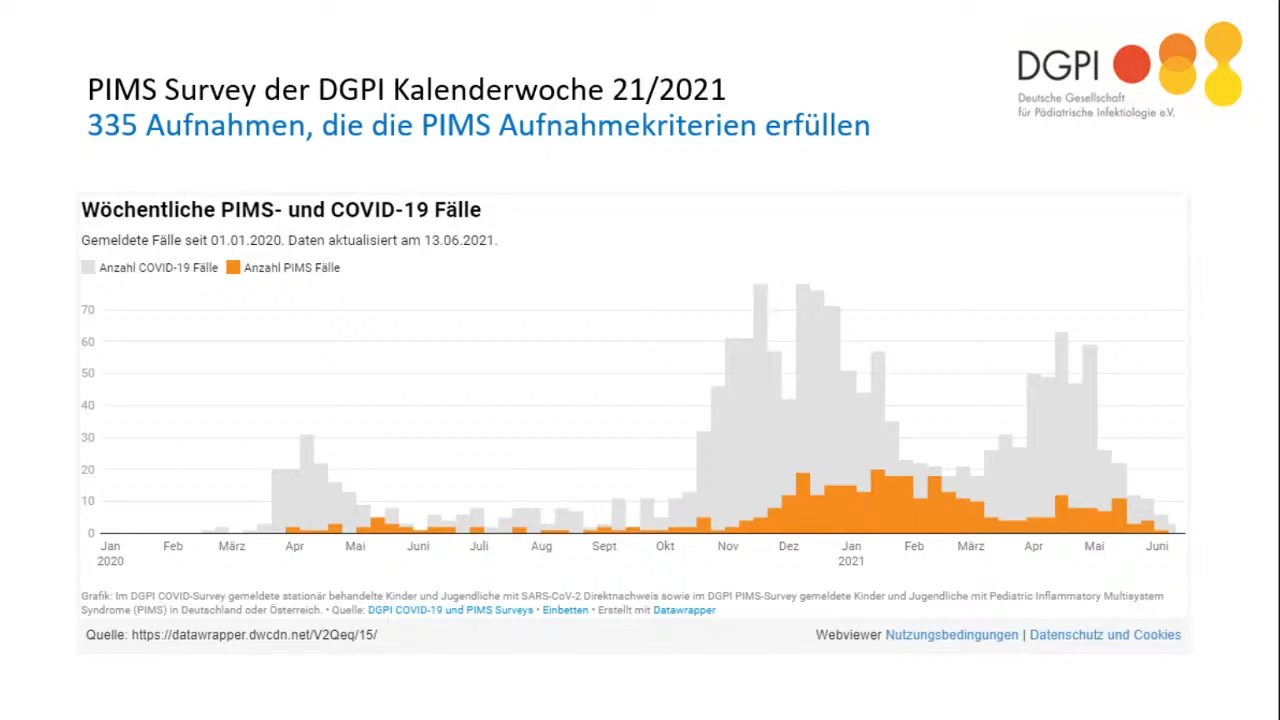 PIMS Survey der DGPI Kalenderwoche 21/2021
335 Aufnahmen, die die PIMS Aufnahmekriterien erfüllen
DGPI
Deutsche Gesellschaft
für Pädiatrische Infektiologie e.V.
Wöchentliche PIMS- und COVID-19 Fälle
Gemeldete Fälle seit 01.01.2020. Daten aktualisiert am 13.06.2021.
Anzahl COVID-19 Fälle Anzahl PIMS Fälle
70
60
50
40
30
20
10
0
Jan Feb März Apr Mai Juni Juli Aug Sept Okt Nov Dez Jan Feb März Apr Mai Juni
2020 2021
Grafik: Im DGPI COVID-Survey gemeldete stationär behandelte Kinder und Jugendliche mit SARS-CoV-2 Direktnachweis sowie im DGPI PIMS-Survey gemeldete Kinder und Jugendliche mit Pediatric Inflammatory Multisystem
Syndrome (PIMS) in Deutschland oder Österreich. • Quelle: DGPI COVID-19 und PIMS Surveys • Einbetten • Erstellt mit Datawrapper
Quelle: https://datawrapper.dwcdn.net/V2Qeq/15/ Webviewer Nutzungsbedingungen | Datenschutz und Cookies